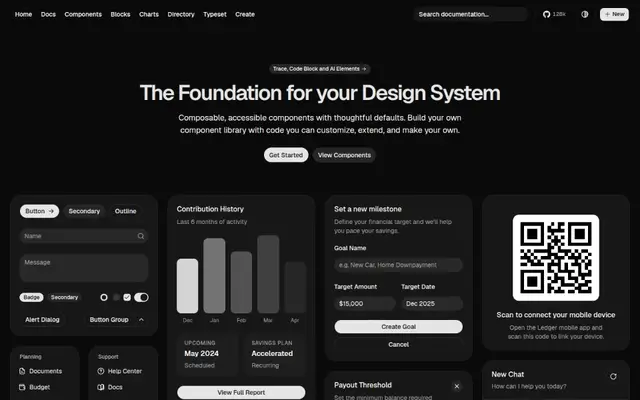 Home Docs Components Blocks Charts Directory Typeset Create
Search documentation...
128k
+ New
Trace, Code Block and AI Elements →
The Foundation for your Design System
Composable, accessible components with thoughtful defaults. Build your own
component library with code you can customize, extend, and make your own.
Get Started View Components
Button → Secondary Outline
Name
Message
Badge Secondary
Alert Dialog Button Group
Planning
Documents
Budget
Support
Help Center
Docs
Contribution History
Last 6 months of activity
Dec Jan Feb Mar Apr
UPCOMING
May 2024
Scheduled
SAVINGS PLAN
Accelerated
Recurring
View Full Report
Set a new milestone
Define your financial target and we'll help
you pace your savings.
Goal Name
e.g. New Car, Home Downpayment
Target Amount Target Date
$15,000 Dec 2025
Create Goal
Cancel
Payout Threshold
Set the minimum balance required
Scan to connect your mobile device
Open the Ledger mobile app and
scan this code to link your device.
New Chat
How can I help you today?